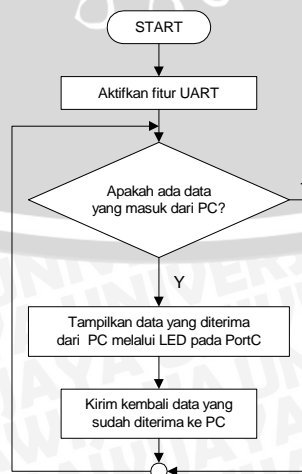 START
Aktifkan fitur UART
Apakah ada data
yang masuk dari PC?
Y
Tampilkan data yang diterima
dari PC melalui LED pada PortC
Kirim kembali data yang
sudah diterima ke PC